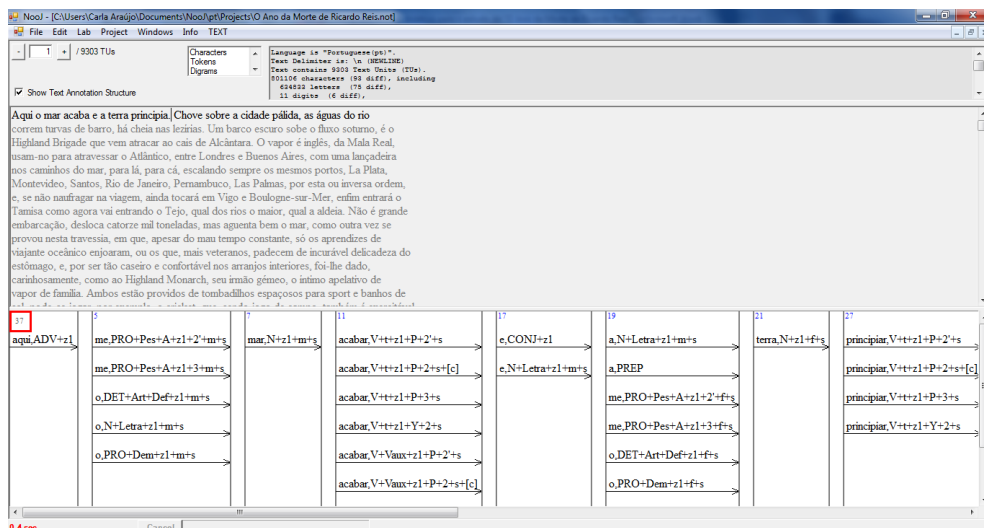 NooJ - [C:\Users\Carla Araújo\Documents\NooJ\pt\Projects\O Ano da Morte de Ricardo Reis.not]
File Edit Lab Project Windows Info TEXT
- 1 + / 9303 TUs
Show Text Annotation Structure
Characters
Tokens
Digrams
Language is "Portuguese(pt)".
Text Delimiter is: \n (NEWLINE)
Text contains 9303 Text Units (TUs).
801106 characters (93 diff), including
634833 letters (75 diff),
11 digits (6 diff),
Aqui o mar acaba e a terra principia. Chove sobre a cidade pálida, as águas do rio
correm turvas de barro, há cheia nas lezírias. Um barco escuro sobe o fluxo soturno, é o
Highland Brigade que vem atracar ao cais de Alcântara. O vapor é inglês, da Mala Real,
usam-no para atravessar o Atlântico, entre Londres e Buenos Aires, com uma lançadeira
nos caminhos do mar, para lá, para cá, escalando sempre os mesmos portos, La Plata,
Montevideo, Santos, Rio de Janeiro, Pernambuco, Las Palmas, por esta ou inversa ordem,
e, se não naufragar na viagem, ainda tocará em Vigo e Boulogne-sur-Mer, enfim entrará o
Tamisa como agora vai entrando o Tejo, qual dos rios o maior, qual a aldeia. Não é grande
embarcação, desloca catorze mil toneladas, mas aguenta bem o mar, como outra vez se
provou nesta travessia, em que, apesar do mau tempo constante, só os aprendizes de
viajante oceânico enjoaram, ou os que, mais veteranos, padecem de incurável delicadeza do
estômago, e, por ser tão caseiro e confortável nos arranjos interiores, foi-lhe dado,
carinhosamente, como ao Highland Monarch, seu irmão gémeo, o íntimo apelativo de
vapor de família. Ambos estão providos de tombadilhos espaçosos para sport e banhos de
37 5 7 11 17 19 21 27
aqui,ADV+z1 me,PRO+Pes+A+z1+2'+m+s mar,N+z1+m+s acabar,V+t+z1+P+2'+s e,CONJ+z1 a,N+Letra+z1+m+s terra,N+z1+f+s principiar,V+t+z1+P+2'+s
me,PRO+Pes+A+z1+3+m+s acabar,V+t+z1+P+2+s+[c] e,N+Letra+z1+m+s a,PREP principiar,V+t+z1+P+2+s+[c]
o,DET+Art+Def+z1+m+s acabar,V+t+z1+P+3+s me,PRO+Pes+A+z1+2'+f+s principiar,V+t+z1+P+3+s
o,N+Letra+z1+m+s acabar,V+t+z1+Y+2+s me,PRO+Pes+A+z1+3+f+s principiar,V+t+z1+Y+2+s
o,PRO+Dem+z1+m+s acabar,V+Vaux+z1+P+2'+s o,DET+Art+Def+z1+f+s
acabar,V+Vaux+z1+P+2+s+[c] o,PRO+Dem+z1+f+s
0.4 sec Cancel